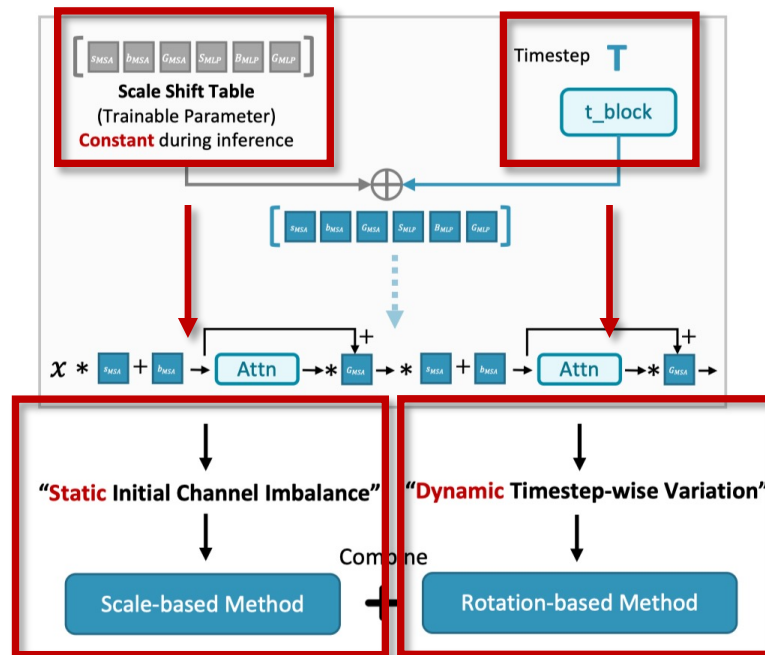 [ s_MSA b_MSA G_MSA S_MLP B_MLP G_MLP ]
Scale Shift Table
(Trainable Parameter)
Constant during inference
Timestep T
t_block
[ s_MSA b_MSA G_MSA S_MLP B_MLP G_MLP ]
x * s_MSA + b_MSA Attn + * G_MSA * s_MSA + b_MSA Attn + * G_MSA
“Static Initial Channel Imbalance”
“Dynamic Timestep-wise Variation”
Combine
Scale-based Method + Rotation-based Method